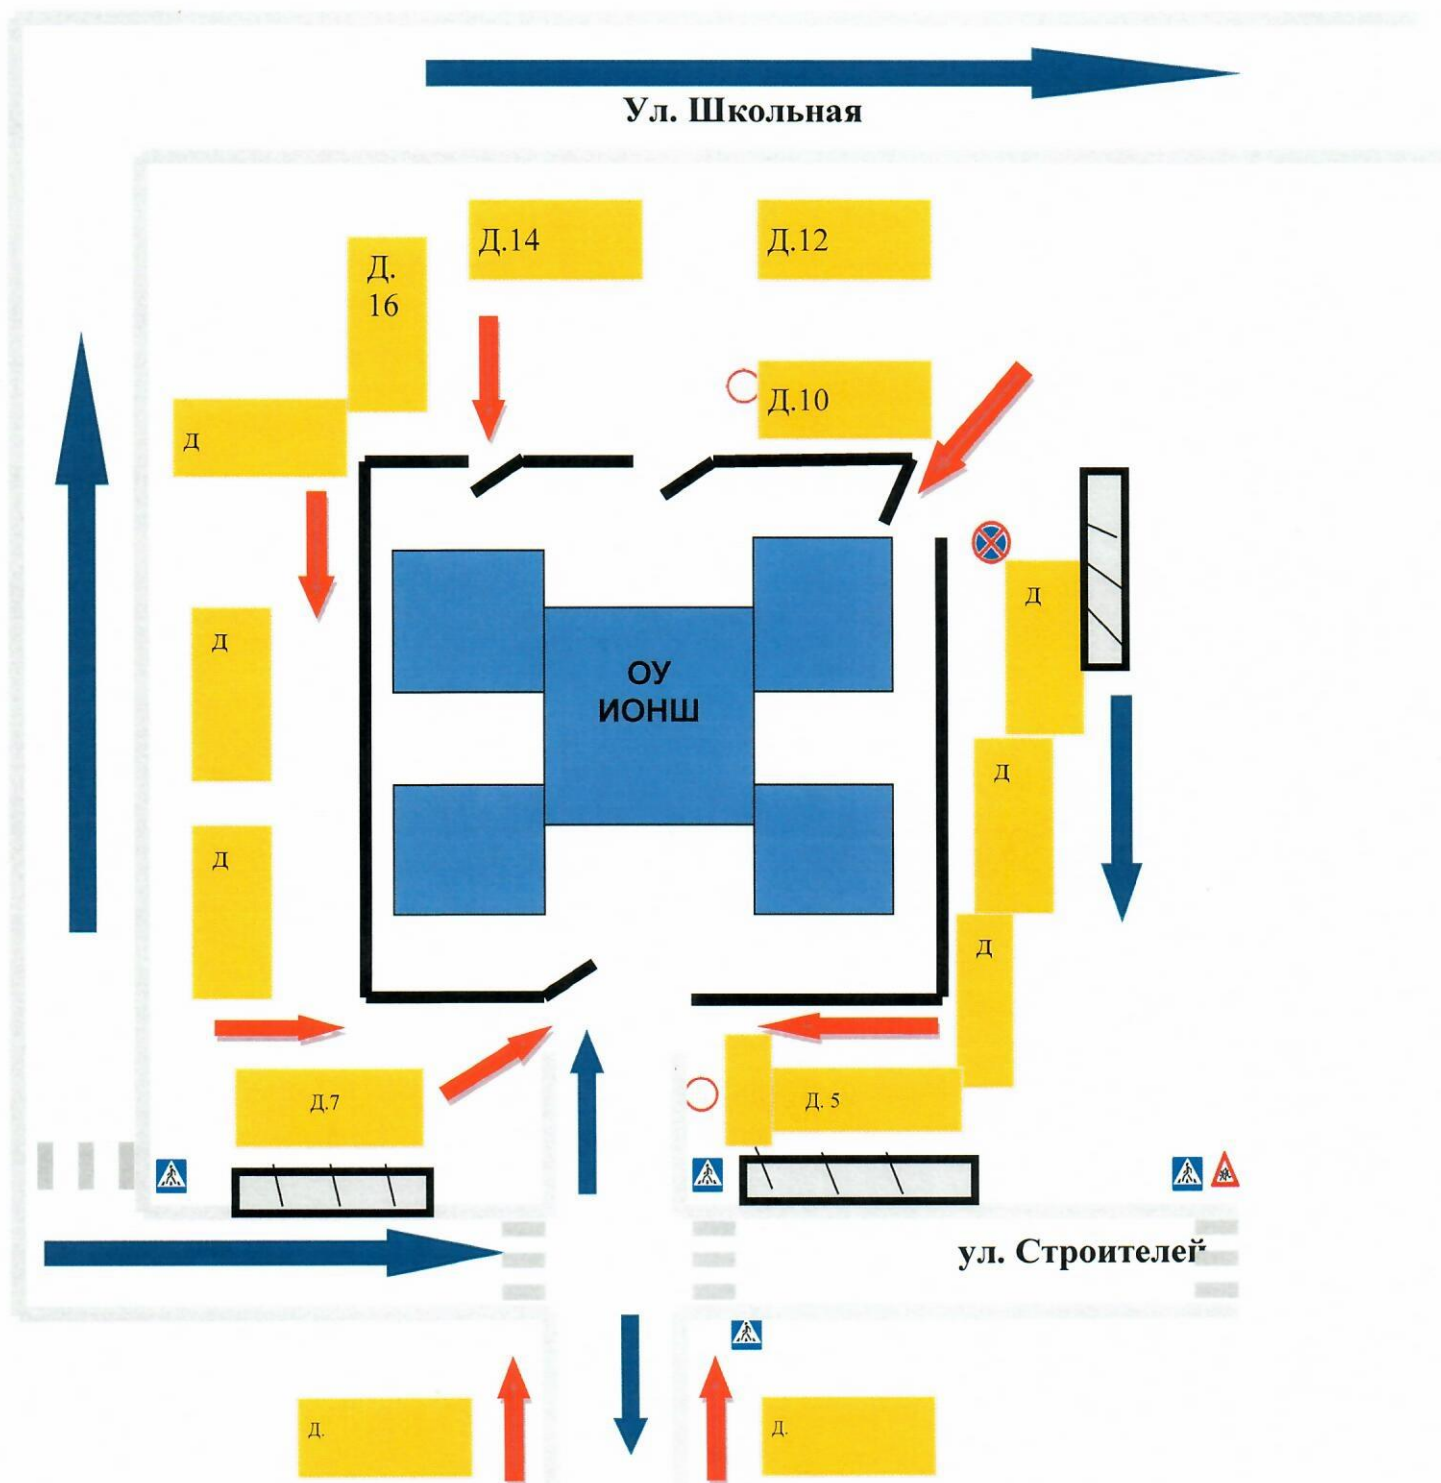 Ул. Школьная
Д.14
Д.12
Д.
16
Д.10
Д
Д
Д
ОУ
ИОНШ
Д
Д
Д
Д.7
Д. 5
ул. Строителей
Д.
Д.